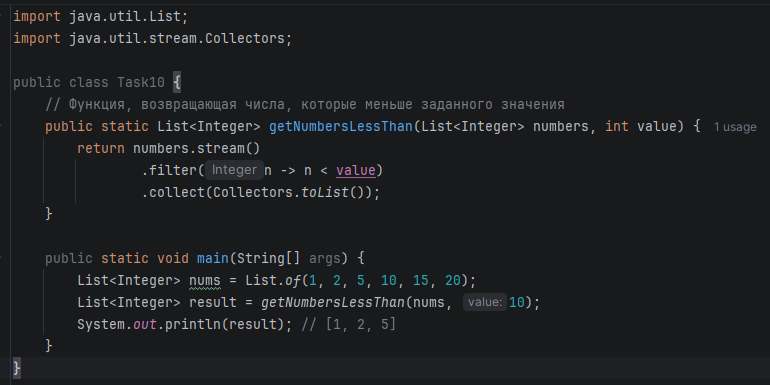 import java.util.List;
import java.util.stream.Collectors;
public class Task10 {
// Функция, возвращающая числа, которые меньше заданного значения
public static List<Integer> getNumbersLessThan(List<Integer> numbers, int value) { 1 usage
return numbers.stream()
.filter( Integer n -> n < value)
.collect(Collectors.toList());
}
public static void main(String[] args) {
List<Integer> nums = List.of(1, 2, 5, 10, 15, 20);
List<Integer> result = getNumbersLessThan(nums, value: 10);
System.out.println(result); // [1, 2, 5]
}
}